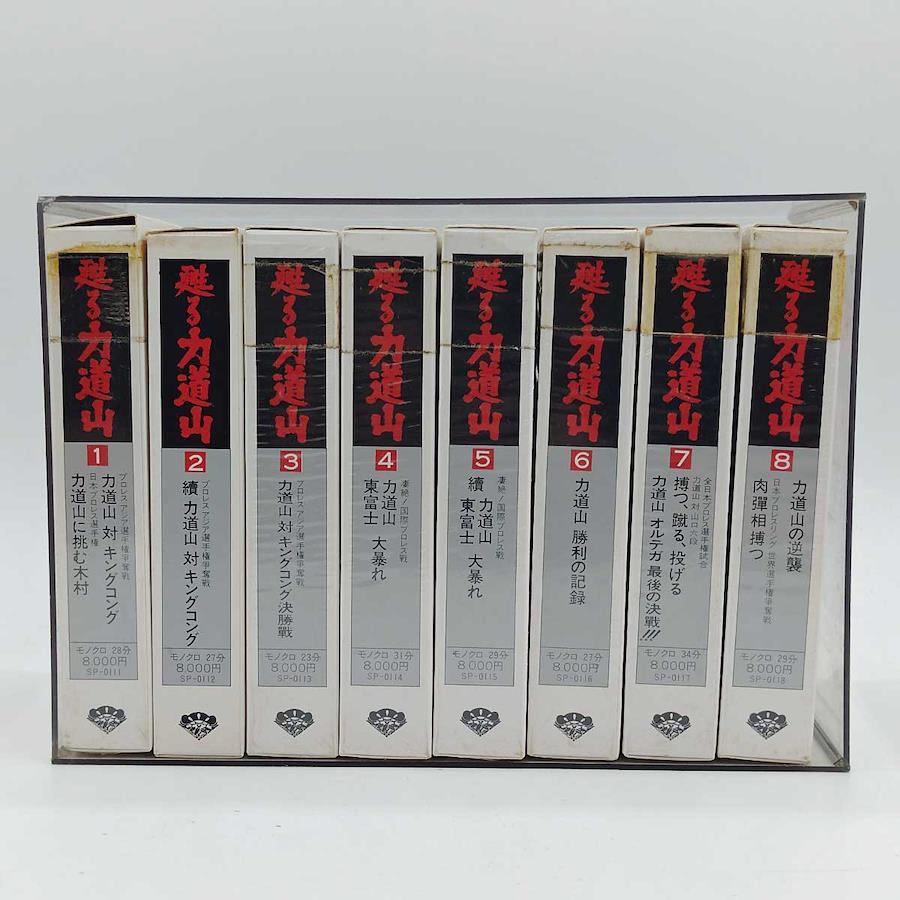 甦る力道山
1
プロレスアジア選手権争奪戦
力道山 対 キングコング
日本プロレス選手権
力道山に挑む木村
モノクロ 28分
8,000円
SP-0111
甦る力道山
2
プロレスアジア選手権争奪戦
續 力道山 対 キングコング
モノクロ 27分
8,000円
SP-0112
甦る力道山
3
プロレスアジア選手権争奪戦
力道山 対 キングコング 決勝戰
モノクロ 23分
8,000円
SP-0113
甦る力道山
4
凄絶!国際プロレス戦
力道山 大暴れ
東富士
モノクロ 31分
8,000円
SP-0114
甦る力道山
5
凄絶!国際プロレス戦
續 力道山 大暴れ
東富士
モノクロ 29分
8,000円
SP-0115
甦る力道山
6
力道山 勝利の記録
モノクロ 27分
8,000円
SP-0116
甦る力道山
7
全日本プロレス選手権試合
力道山 対 山口六段
搏つ、蹴る、投げる
力道山 オルテガ 最後の決戰!!!
モノクロ 34分
8,000円
SP-0117
甦る力道山
8
力道山の逆襲
日本プロレスリング 世界選手権争奪戦
肉彈相搏つ
モノクロ 29分
8,000円
SP-0118